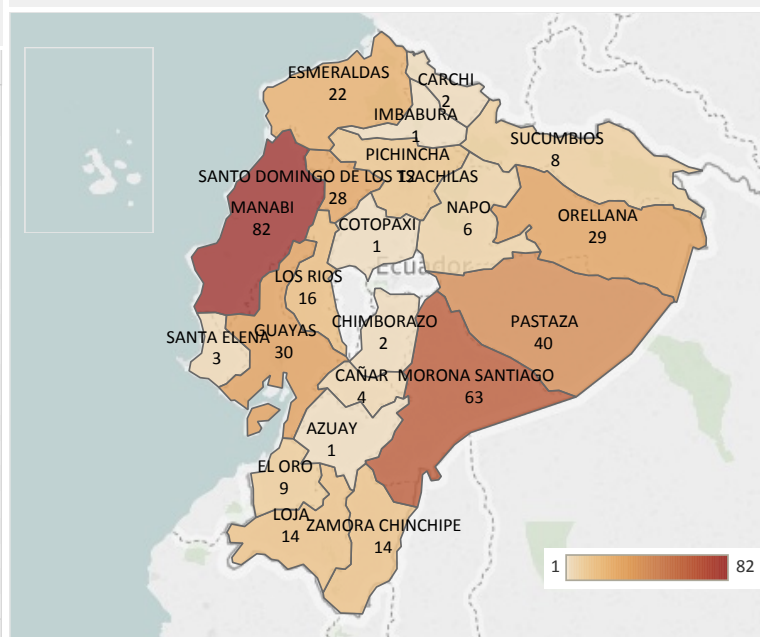 ESMERALDAS
22
CARCHI
2
IMBABURA
1
SUCUMBIOS
8
PICHINCHA
12
SANTO DOMINGO DE LOS TSACHILAS
28
MANABI
82
NAPO
6
ORELLANA
29
COTOPAXI
1
Ecuador
LOS RIOS
16
CHIMBORAZO
2
PASTAZA
40
SANTA ELENA
3
GUAYAS
30
CAÑAR
4
MORONA SANTIAGO
63
AZUAY
1
EL ORO
9
LOJA
14
ZAMORA CHINCHIPE
14
1
82